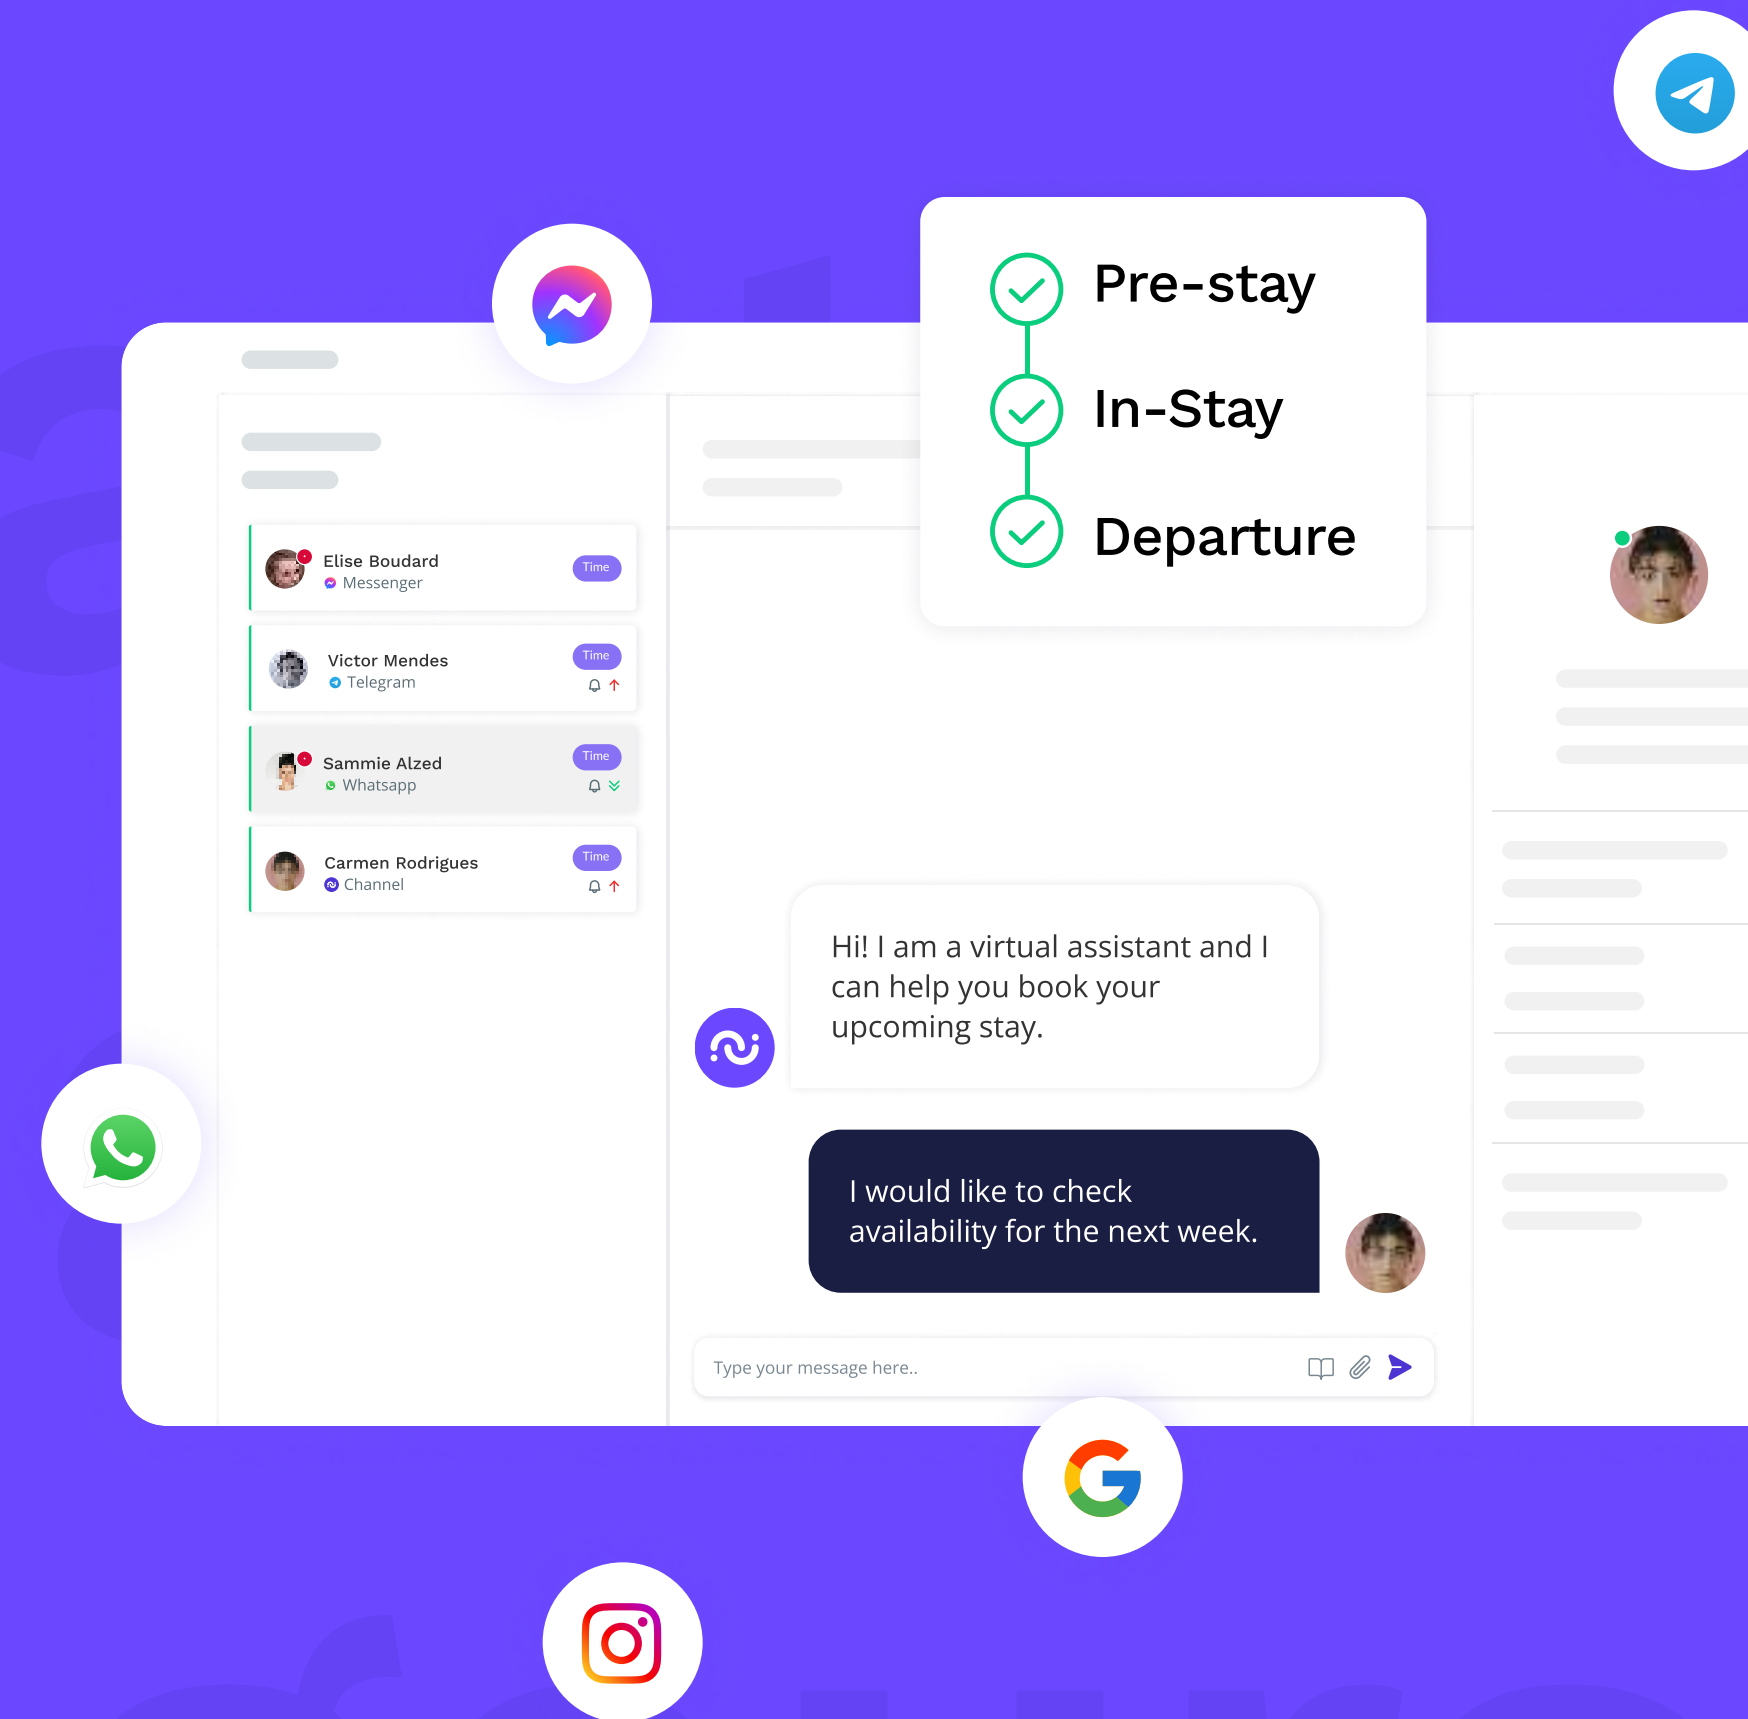 Pre-stay
In-Stay
Departure
Elise Boudard
Messenger
Time
Victor Mendes
Telegram
Time
Sammie Alzed
Whatsapp
Time
Carmen Rodrigues
Channel
Time
Hi! I am a virtual assistant and I
can help you book your
upcoming stay.
I would like to check
availability for the next week.
Type your message here..